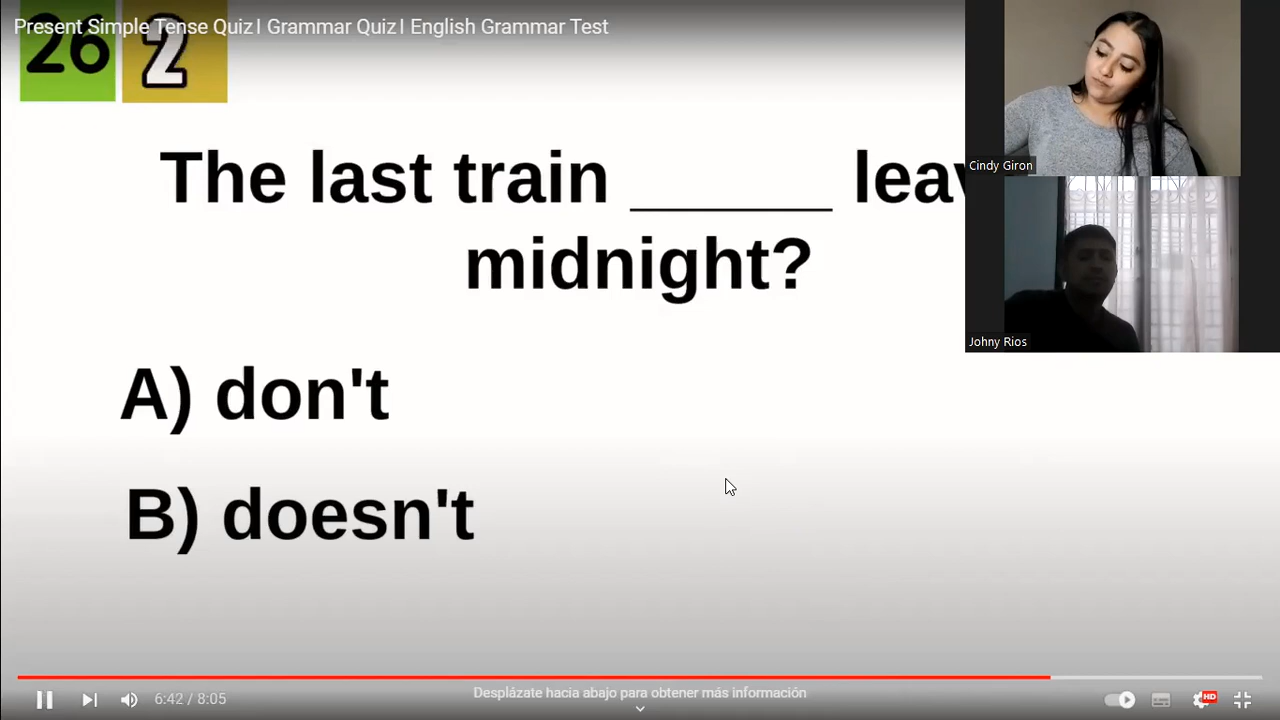 Present Simple Tense Quiz I Grammar Quiz I English Grammar Test
26 2
The last train ______ leav
midnight?
A) don't
B) doesn't
Cindy Giron
Johny Rios
6:42 / 8:05
Desplázate hacia abajo para obtener más información
HD